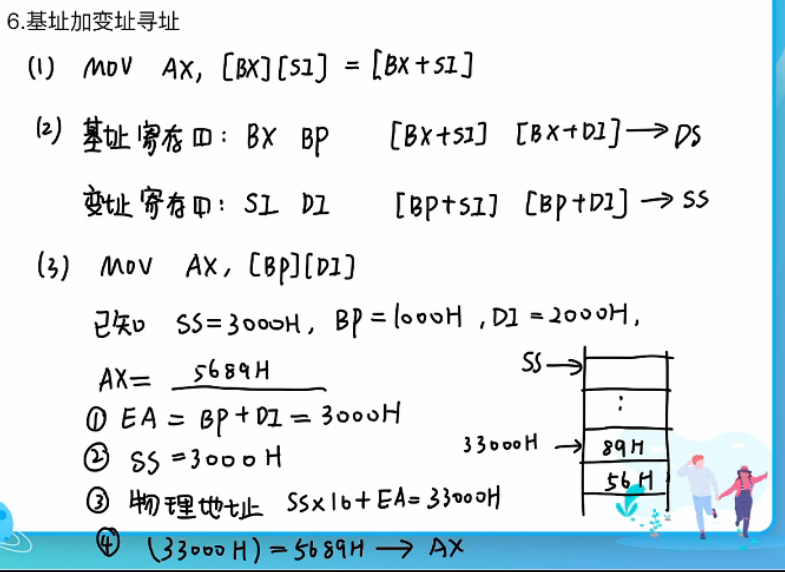 6.基址加变址寻址
(1) MOV AX, [BX][SI] = [BX+SI]
(2) 基址寄存口: BX BP [BX+SI] [BX+DI]→DS
变址寄存口: SI DI [BP+SI] [BP+DI]→SS
(3) MOV AX, [BP][DI]
已知 SS=3000H, BP=1000H, DI=2000H,
AX= 5689H
SS→
① EA = BP+DI = 3000H
⋮
② SS=3000H
33000H → 89H
56H
③ 物理地址 SS×16+EA=33000H
④ (33000H)=5689H → AX